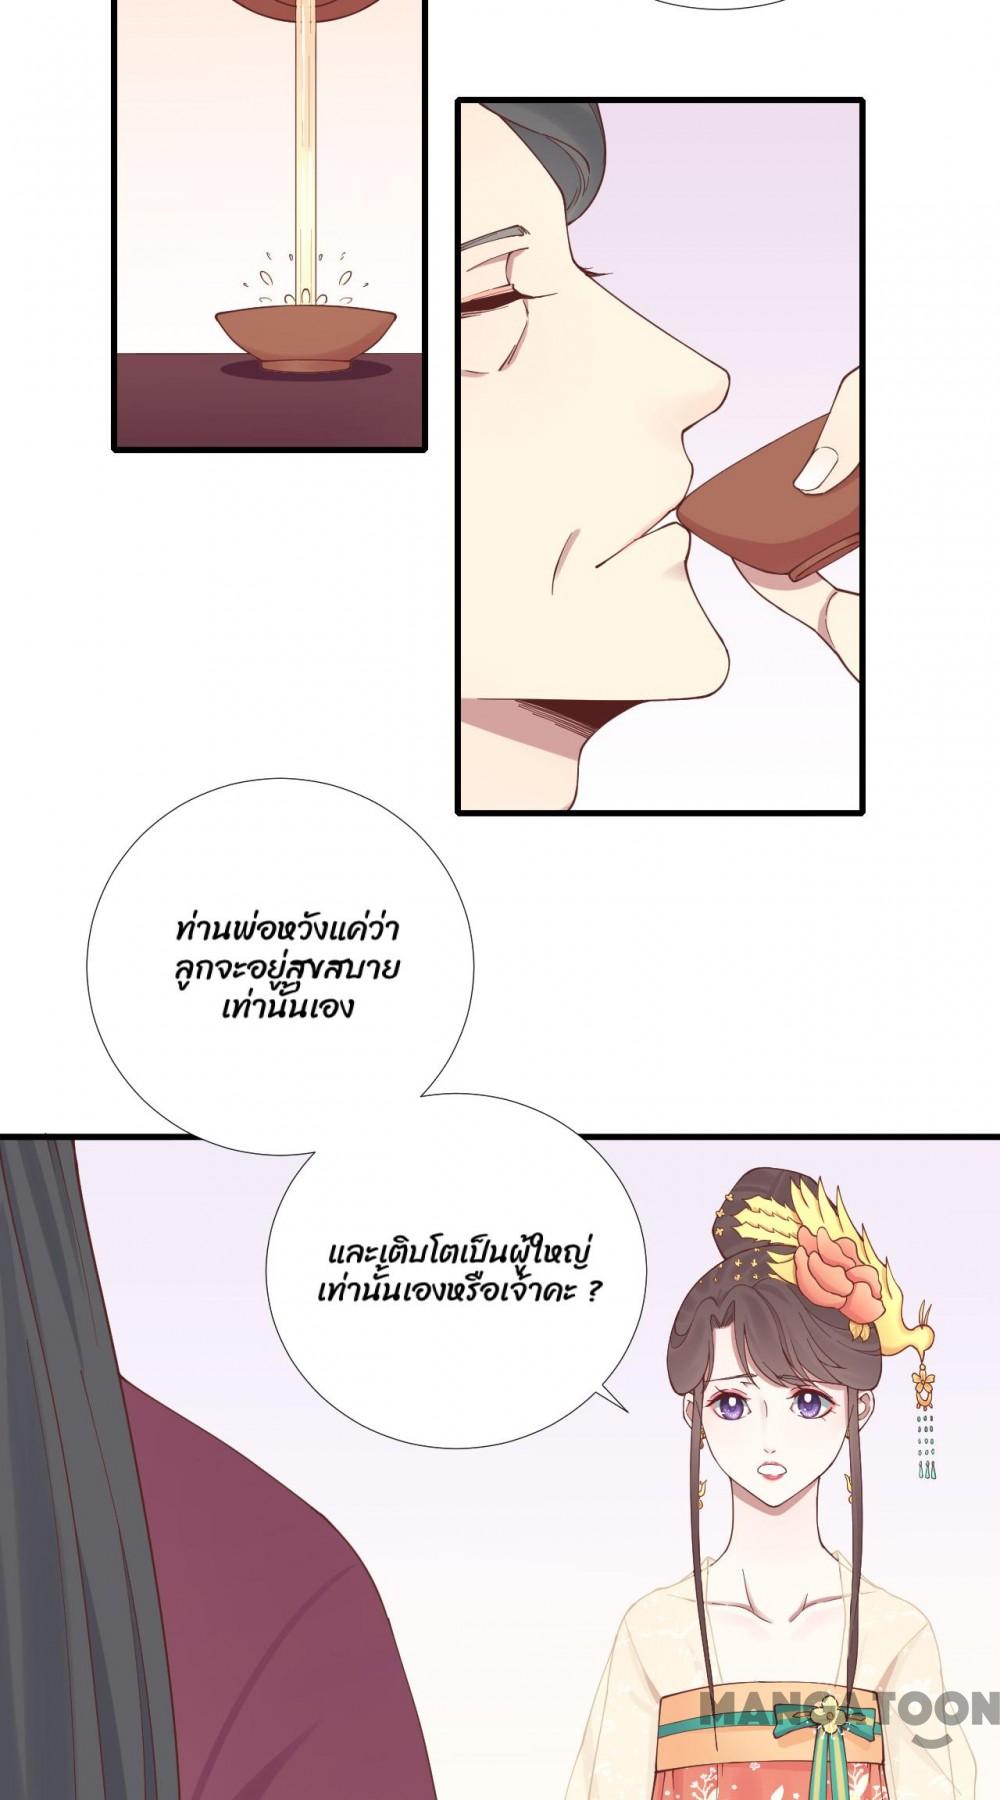 ท่านพ่อหวังแค่ว่า
ลูกจะอยู่สุขสบาย
เท่านั้นเอง
และเติบโตเป็นผู้ใหญ่
เท่านั้นเองหรือเจ้าคะ ?
MANGATOON